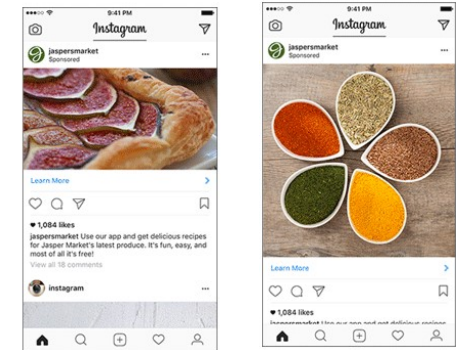 9:41 PM
Instagram
jaspersmarket
Sponsored
Learn More
1,084 likes
jaspersmarket Use our app and get delicious recipes
for Jasper Market's latest produce. It's fun, easy, and
most of all it's free!
View all 18 comments
instagram
9:41 PM
Instagram
jaspersmarket
Sponsored
Learn More
1,084 likes
jaspersmarket Use our app and get delicious recipes